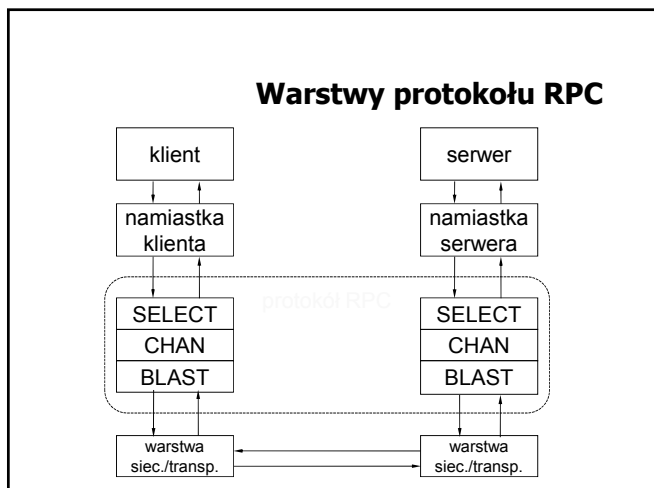 Warstwy protokołu RPC
klient
serwer
namiastka
klienta
namiastka
serwera
protokół RPC
SELECT
CHAN
BLAST
SELECT
CHAN
BLAST
warstwa
siec./transp.
warstwa
siec./transp.